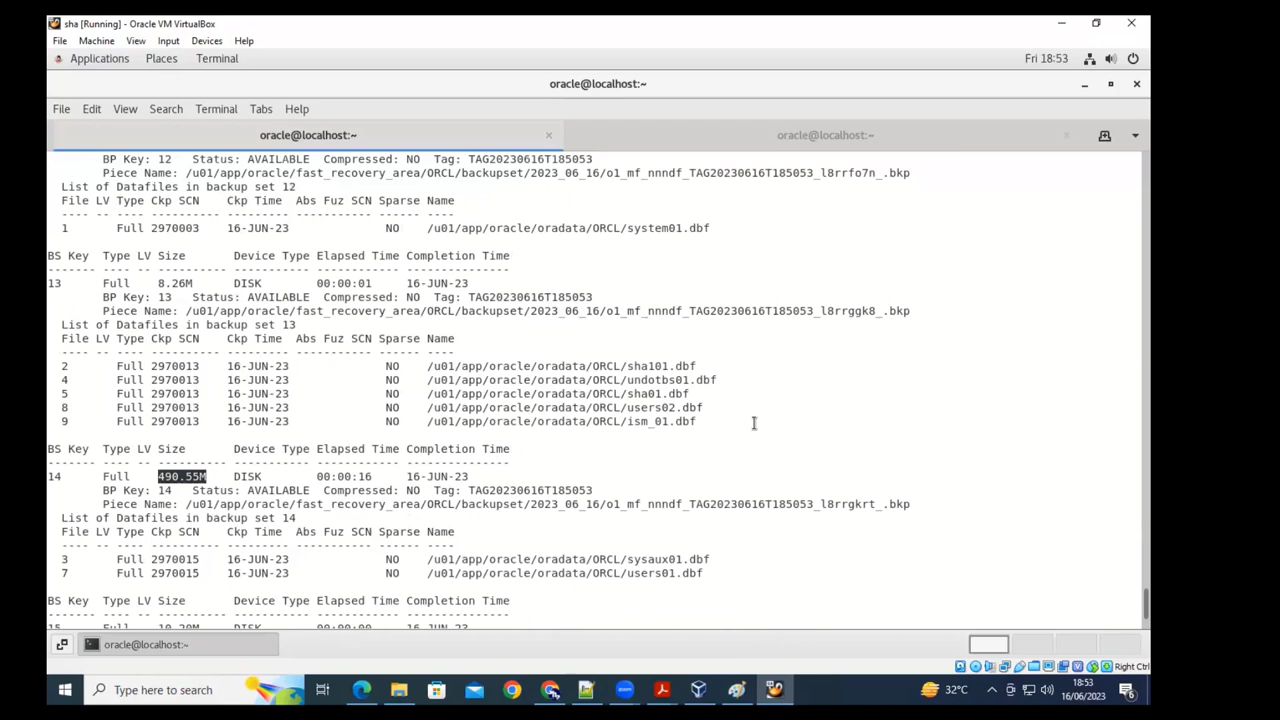 sha [Running] - Oracle VM VirtualBox
File Machine View Input Devices Help
Applications Places Terminal Fri 18:53
oracle@localhost:~
File Edit View Search Terminal Tabs Help
oracle@localhost:~ × oracle@localhost:~ ×
BP Key: 12 Status: AVAILABLE Compressed: NO Tag: TAG20230616T185053
Piece Name: /u01/app/oracle/fast_recovery_area/ORCL/backupset/2023_06_16/o1_mf_nnndf_TAG20230616T185053_l8rrfo7n_.bkp
List of Datafiles in backup set 12
File LV Type Ckp SCN Ckp Time Abs Fuz SCN Sparse Name
---- -- ---- ---------- --------- ----------- ------ ----
1 Full 2970003 16-JUN-23 NO /u01/app/oracle/oradata/ORCL/system01.dbf
BS Key Type LV Size Device Type Elapsed Time Completion Time
------- ---- -- ---------- ----------- ------------ ---------------
13 Full 8.26M DISK 00:00:01 16-JUN-23
BP Key: 13 Status: AVAILABLE Compressed: NO Tag: TAG20230616T185053
Piece Name: /u01/app/oracle/fast_recovery_area/ORCL/backupset/2023_06_16/o1_mf_nnndf_TAG20230616T185053_l8rrggk8_.bkp
List of Datafiles in backup set 13
File LV Type Ckp SCN Ckp Time Abs Fuz SCN Sparse Name
---- -- ---- ---------- --------- ----------- ------ ----
2 Full 2970013 16-JUN-23 NO /u01/app/oracle/oradata/ORCL/sha101.dbf
4 Full 2970013 16-JUN-23 NO /u01/app/oracle/oradata/ORCL/undotbs01.dbf
5 Full 2970013 16-JUN-23 NO /u01/app/oracle/oradata/ORCL/sha01.dbf
8 Full 2970013 16-JUN-23 NO /u01/app/oracle/oradata/ORCL/users02.dbf
9 Full 2970013 16-JUN-23 NO /u01/app/oracle/oradata/ORCL/ism_01.dbf
BS Key Type LV Size Device Type Elapsed Time Completion Time
------- ---- -- ---------- ----------- ------------ ---------------
14 Full 490.55M DISK 00:00:16 16-JUN-23
BP Key: 14 Status: AVAILABLE Compressed: NO Tag: TAG20230616T185053
Piece Name: /u01/app/oracle/fast_recovery_area/ORCL/backupset/2023_06_16/o1_mf_nnndf_TAG20230616T185053_l8rrgkrt_.bkp
List of Datafiles in backup set 14
File LV Type Ckp SCN Ckp Time Abs Fuz SCN Sparse Name
---- -- ---- ---------- --------- ----------- ------ ----
3 Full 2970015 16-JUN-23 NO /u01/app/oracle/oradata/ORCL/sysaux01.dbf
7 Full 2970015 16-JUN-23 NO /u01/app/oracle/oradata/ORCL/users01.dbf
BS Key Type LV Size Device Type Elapsed Time Completion Time
------- ---- -- ---------- ----------- ------------ ---------------
15 Full 10.20M DISK 00:00:00 16-JUN-23
oracle@localhost:~
Right Ctrl
Type here to search 32°C 18:53
16/06/2023 6